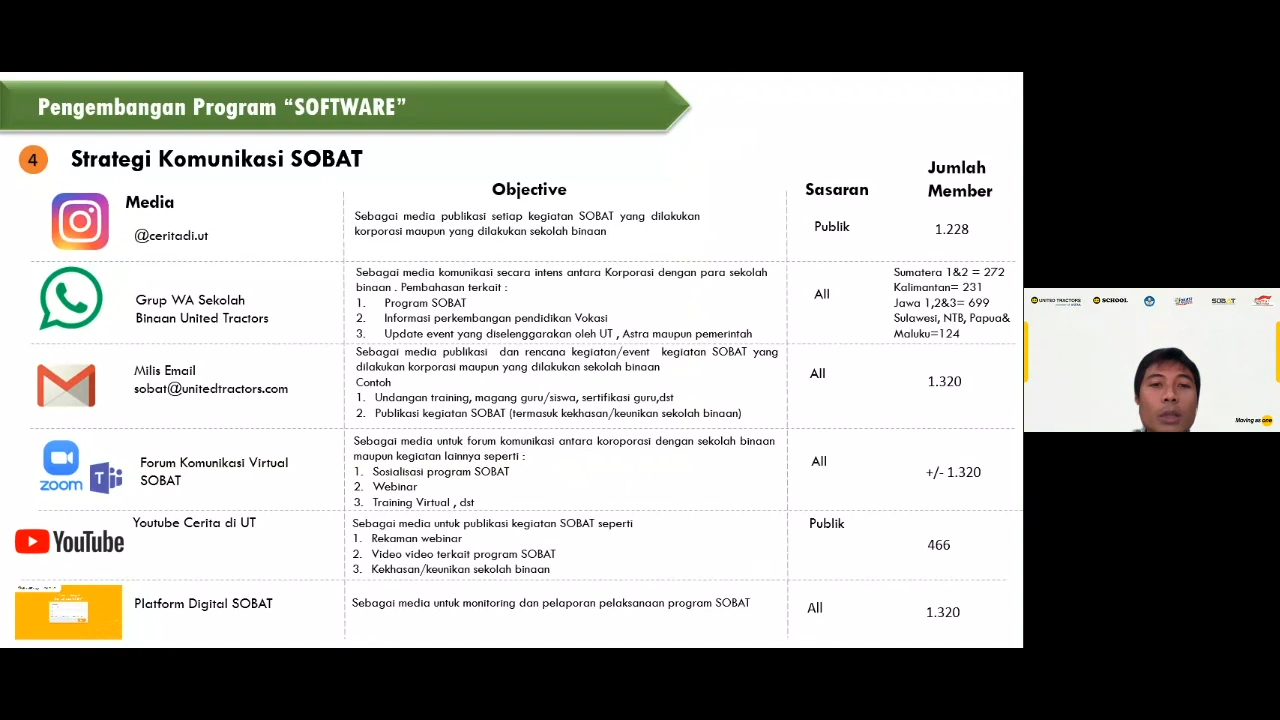 Pengembangan Program “SOFTWARE”
4 Strategi Komunikasi SOBAT
Media
Objective
Sasaran
Jumlah
Member
@ceritadi.ut
Sebagai media publikasi setiap kegiatan SOBAT yang dilakukan
korporasi maupun yang dilakukan sekolah binaan
Publik
1.228
Grup WA Sekolah
Binaan United Tractors
Sebagai media komunikasi secara intens antara Korporasi dengan para sekolah
binaan . Pembahasan terkait :
1. Program SOBAT
2. Informasi perkembangan pendidikan Vokasi
3. Update event yang diselenggarakan oleh UT , Astra maupun pemerintah
All
Sumatera 1&2 = 272
Kalimantan= 231
Jawa 1,2&3= 699
Sulawesi, NTB, Papua&
Maluku=124
Milis Email
sobat@unitedtractors.com
Sebagai media publikasi dan rencana kegiatan/event kegiatan SOBAT yang
dilakukan korporasi maupun yang dilakukan sekolah binaan
Contoh
1. Undangan training, magang guru/siswa, sertifikasi guru,dst
2. Publikasi kegiatan SOBAT (termasuk kekhasan/keunikan sekolah binaan)
All
1.320
zoom
Forum Komunikasi Virtual
SOBAT
Sebagai media untuk forum komunikasi antara koroporasi dengan sekolah binaan
maupun kegiatan lainnya seperti :
1. Sosialisasi program SOBAT
2. Webinar
3. Training Virtual , dst
All
+/- 1.320
YouTube
Youtube Cerita di UT
Sebagai media untuk publikasi kegiatan SOBAT seperti
1. Rekaman webinar
2. Video video terkait program SOBAT
3. Kekhasan/keunikan sekolah binaan
Publik
466
Platform Digital SOBAT
Sebagai media untuk monitoring dan pelaporan pelaksanaan program SOBAT
All
1.320
UNITED TRACTORS
SCHOOL
SOBAT
Moving as one